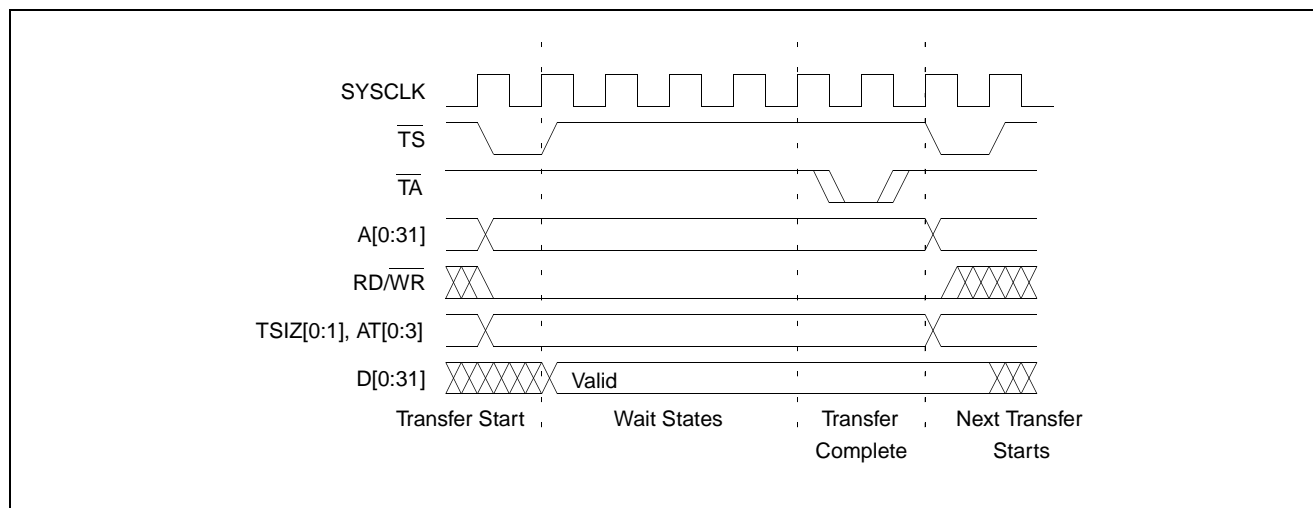 SYSCLK
TS
TA
A[0:31]
RD/WR
TSIZ[0:1], AT[0:3]
D[0:31]
Valid
Transfer Start
Wait States
Transfer
Complete
Next Transfer
Starts